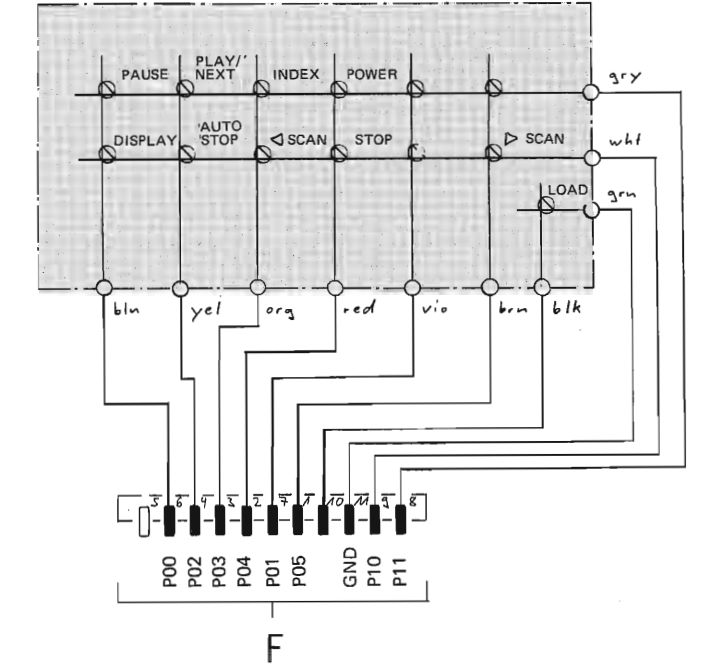 PLAY/
PAUSE NEXT INDEX POWER
gry
AUTO
DISPLAY STOP ◁ SCAN STOP ▷ SCAN wht
LOAD grn
bln yel org red vio brn blk
5 6 4 3 2 7 1 10 11 9 8
P00 P02 P03 P04 P01 P05 GND P10 P11
F